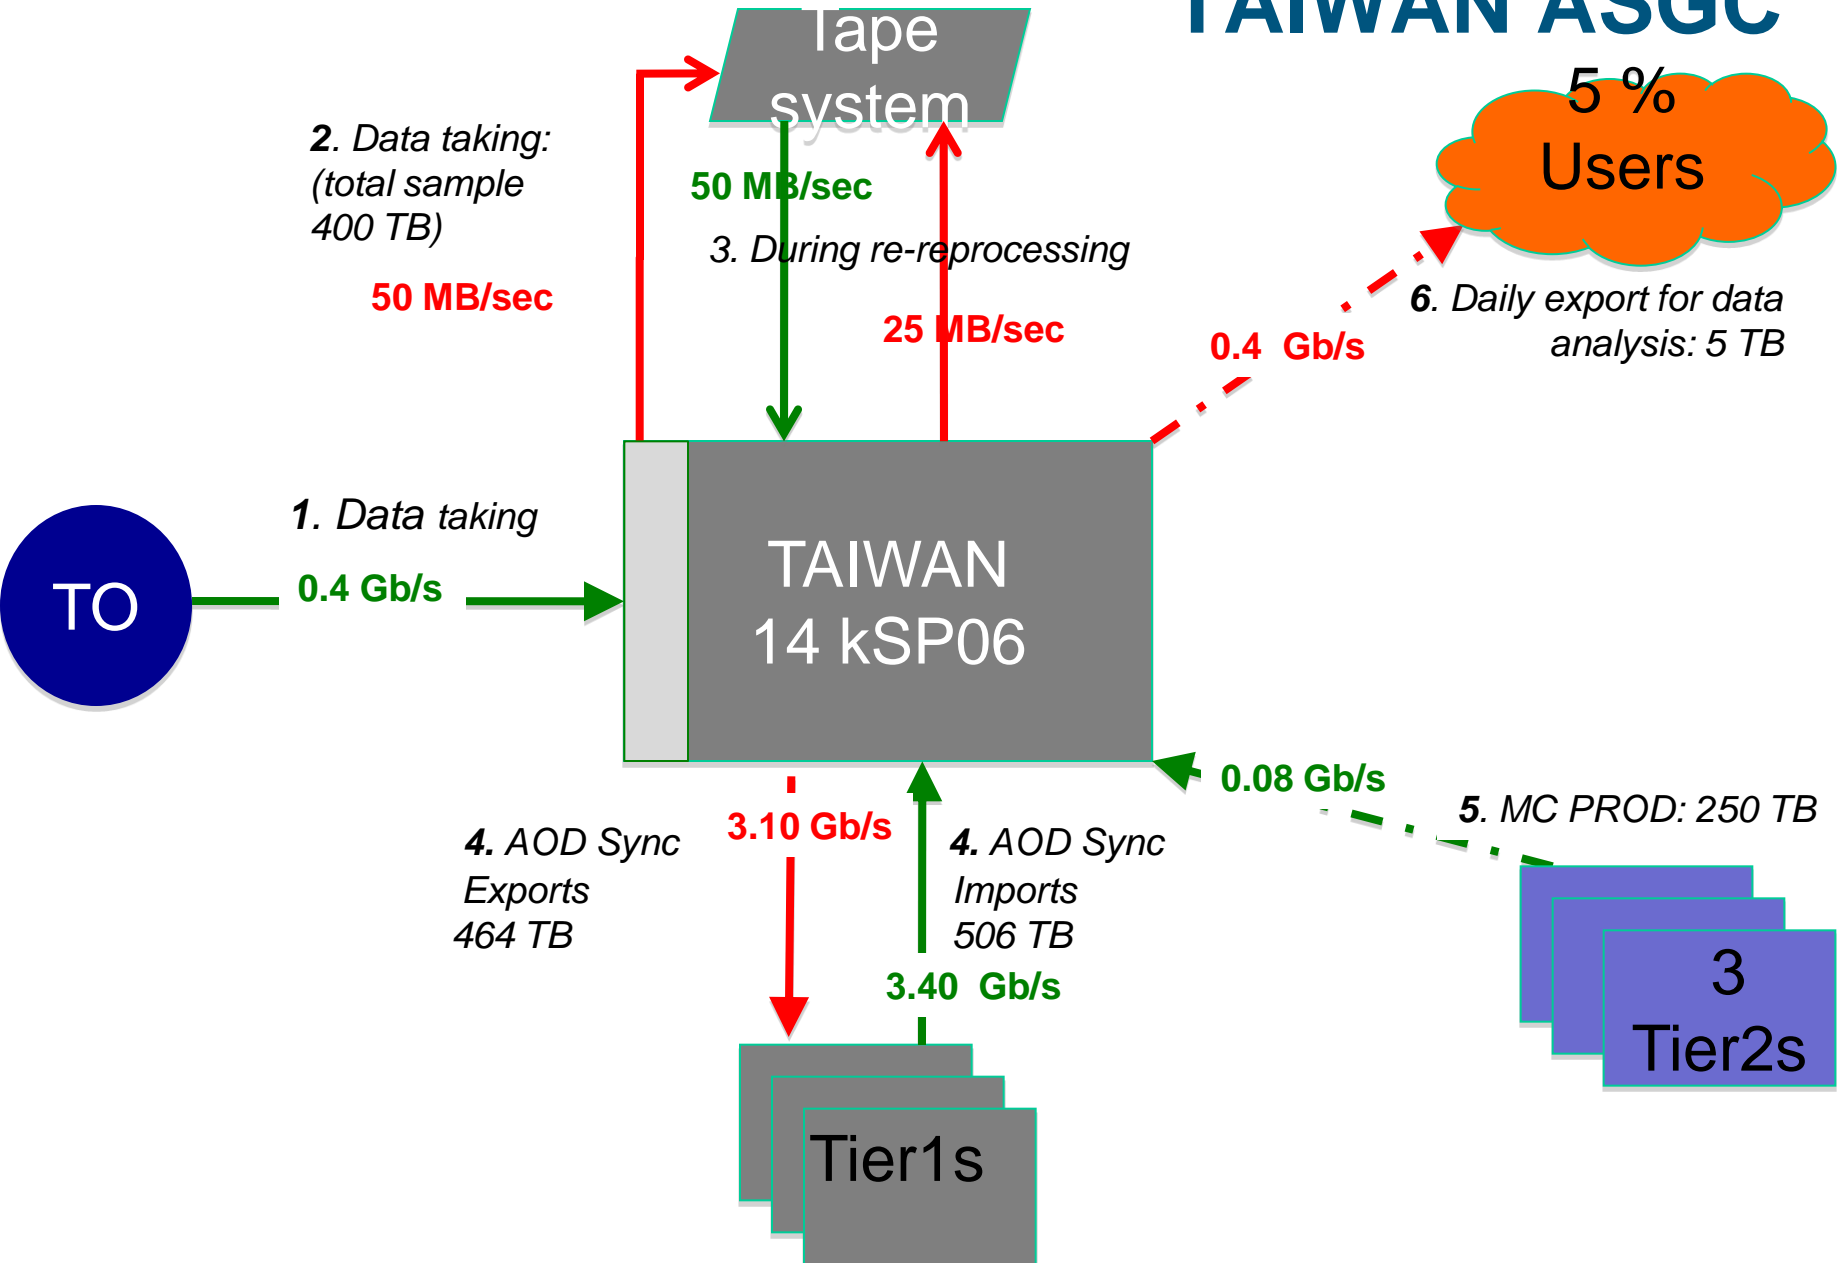 TAIWAN ASGC
Tape
system
5 %
Users
2. Data taking:
(total sample
400 TB)
50 MB/sec
50 MB/sec
3. During re-reprocessing
25 MB/sec
0.4 Gb/s
6. Daily export for data
analysis: 5 TB
1. Data taking
0.4 Gb/s
TO
TAIWAN
14 kSP06
0.08 Gb/s
5. MC PROD: 250 TB
3.10 Gb/s
4. AOD Sync
Exports
464 TB
4. AOD Sync
Imports
506 TB
3.40 Gb/s
3
Tier2s
Tier1s